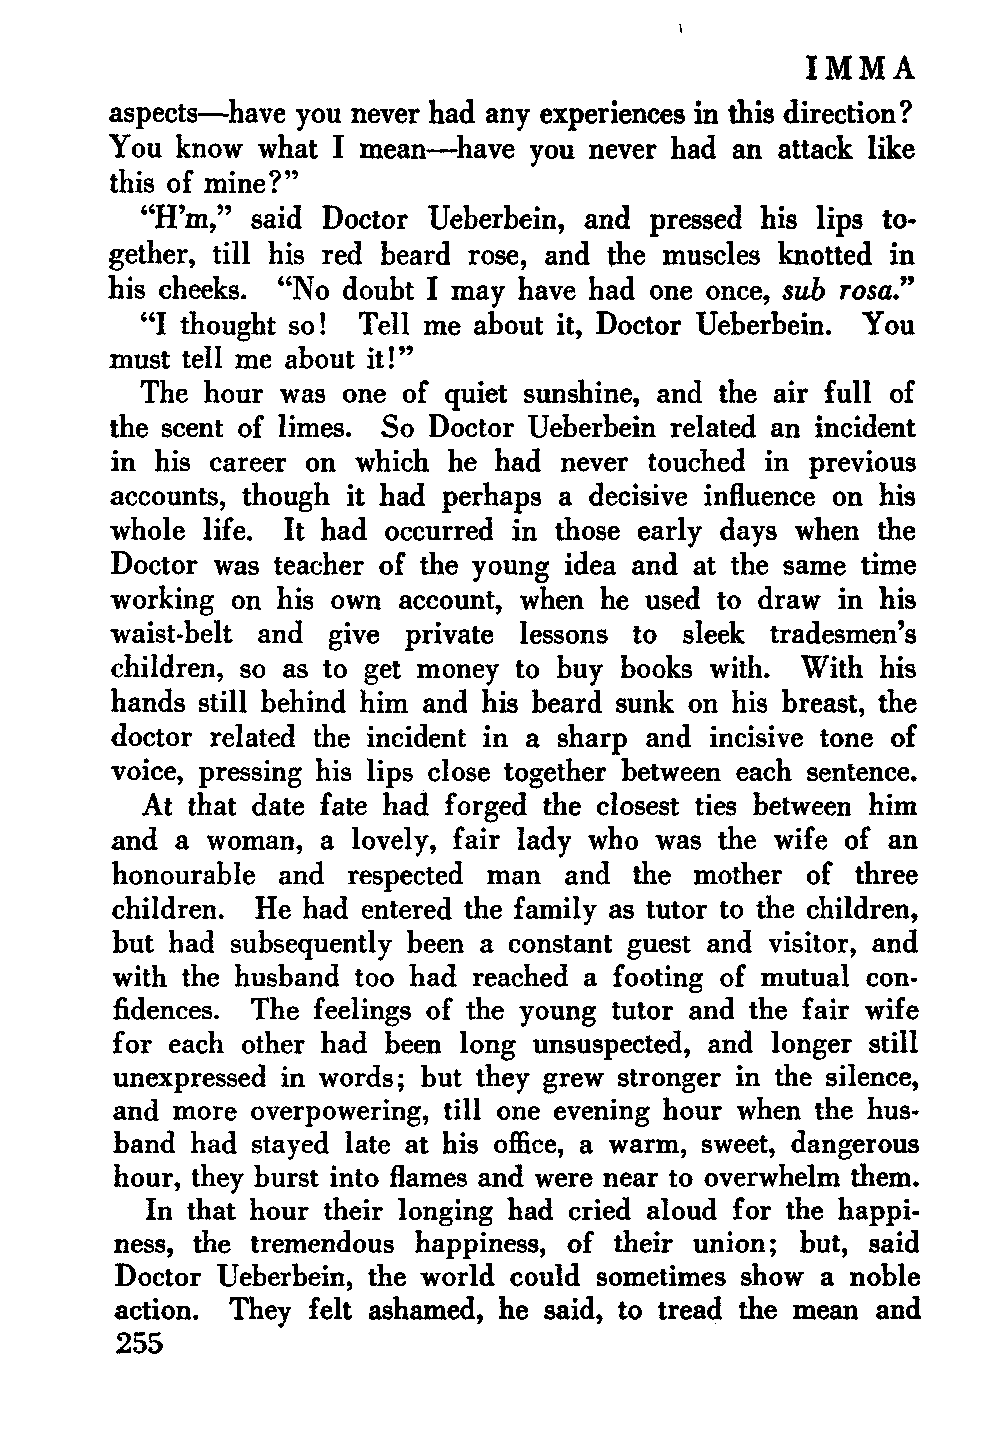 IMMA
aspects—have you never had any experiences in this direction?
You know what I mean—have you never had an attack like
this of mine?”
“H’m,” said Doctor Ueberbein, and pressed his lips to-
gether, till his red beard rose, and the muscles knotted in
his cheeks. “No doubt I may have had one once, sub rosa.”
“I thought so! Tell me about it, Doctor Ueberbein. You
must tell me about it!”
The hour was one of quiet sunshine, and the air full of
the scent of limes. So Doctor Ueberbein related an incident
in his career on which he had never touched in previous
accounts, though it had perhaps a decisive influence on his
whole life. It had occurred in those early days when the
Doctor was teacher of the young idea and at the same time
working on his own account, when he used to draw in his
waist-belt and give private lessons to sleek tradesmen’s
children, so as to get money to buy books with. With his
hands still behind him and his beard sunk on his breast, the
doctor related the incident in a sharp and incisive tone of
voice, pressing his lips close together between each sentence.
At that date fate had forged the closest ties between him
and a woman, a lovely, fair lady who was the wife of an
honourable and respected man and the mother of three
children. He had entered the family as tutor to the children,
but had subsequently been a constant guest and visitor, and
with the husband too had reached a footing of mutual con-
fidences. The feelings of the young tutor and the fair wife
for each other had been long unsuspected, and longer still
unexpressed in words; but they grew stronger in the silence,
and more overpowering, till one evening hour when the hus-
band had stayed late at his office, a warm, sweet, dangerous
hour, they burst into flames and were near to overwhelm them.
In that hour their longing had cried aloud for the happi-
ness, the tremendous happiness, of their union; but, said
Doctor Ueberbein, the world could sometimes show a noble
action. They felt ashamed, he said, to tread the mean and
255